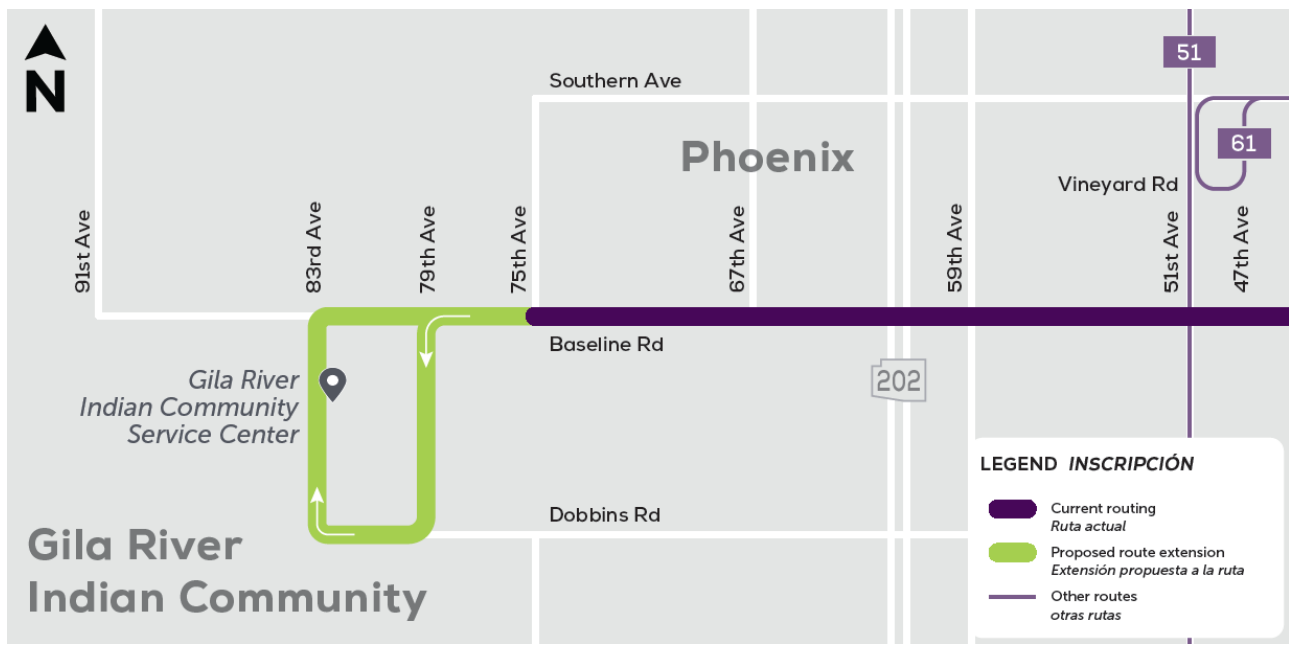 N
51
Southern Ave
61
Phoenix
Vineyard Rd
91st Ave
83rd Ave
79th Ave
75th Ave
67th Ave
59th Ave
51st Ave
47th Ave
Baseline Rd
202
Gila River
Indian Community
Service Center
LEGEND INSCRIPCIÓN
Current routing
Ruta actual
Proposed route extension
Extensión propuesta a la ruta
Other routes
otras rutas
Dobbins Rd
Gila River
Indian Community